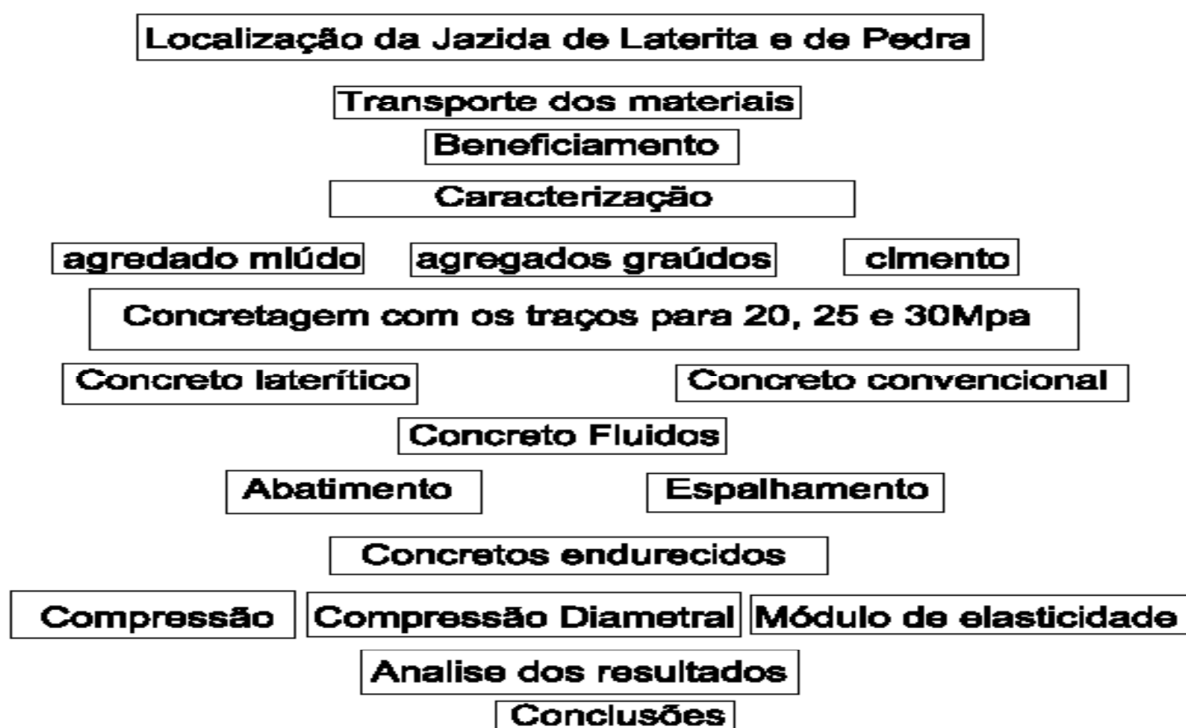 Localização da Jazida de Laterita e de Pedra
Transporte dos materiais
Beneficiamento
Caracterização
agredado miúdo agregados graúdos cimento
Concretagem com os traços para 20, 25 e 30Mpa
Concreto laterítico Concreto convencional
Concreto Fluidos
Abatimento Espalhamento
Concretos endurecidos
Compressão Compressão Diametral Módulo de elasticidade
Analise dos resultados
Conclusões